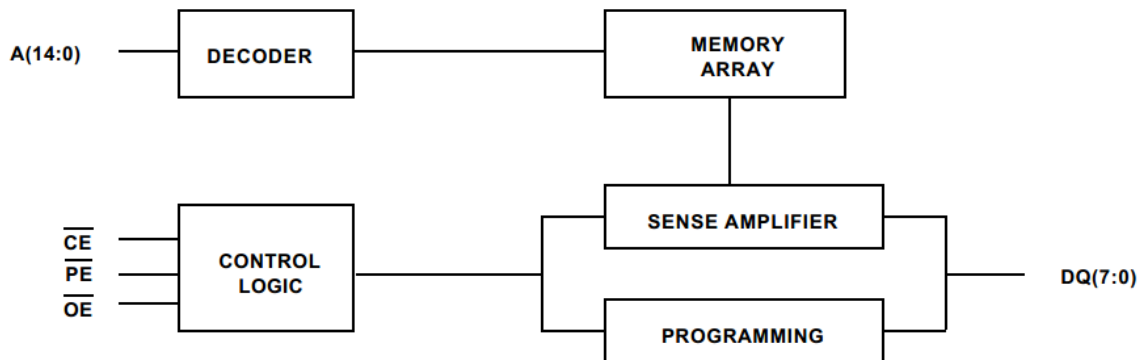 A(14:0)
DECODER
MEMORY
ARRAY
SENSE AMPLIFIER
CE
PE
OE
CONTROL
LOGIC
DQ(7:0)
PROGRAMMING